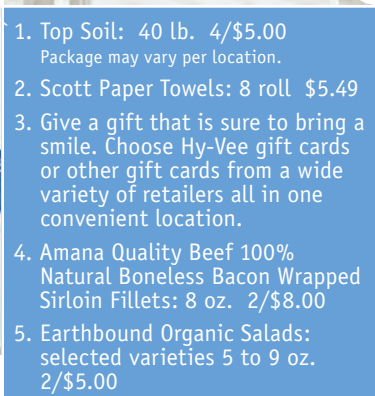 1. Top Soil: 40 lb. 4/$5.00
Package may vary per location.
2. Scott Paper Towels: 8 roll $5.49
3. Give a gift that is sure to bring a
smile. Choose Hy-Vee gift cards
or other gift cards from a wide
variety of retailers all in one
convenient location.
4. Amana Quality Beef 100%
Natural Boneless Bacon Wrapped
Sirloin Fillets: 8 oz. 2/$8.00
5. Earthbound Organic Salads:
selected varieties 5 to 9 oz.
2/$5.00